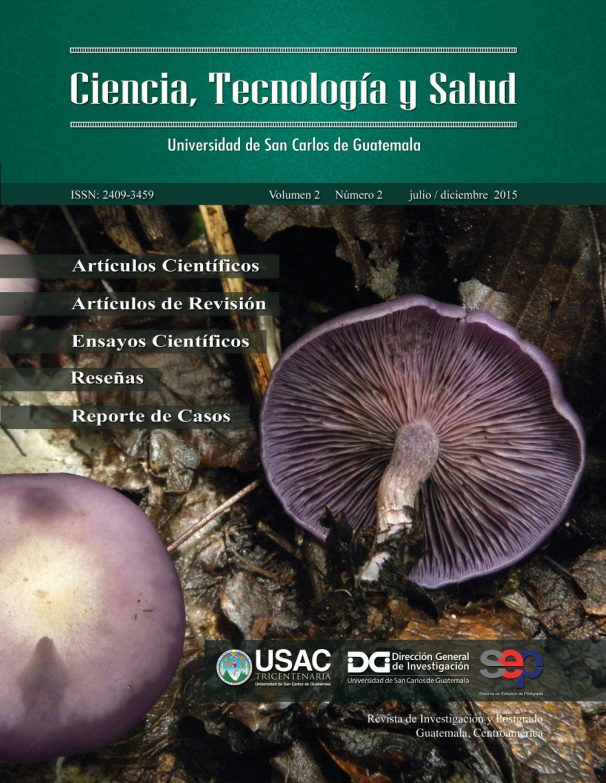 Ciencia, Tecnología y Salud
Universidad de San Carlos de Guatemala
ISSN: 2409-3459 Volumen 2 Número 2 julio / diciembre 2015
Artículos Científicos
Artículos de Revisión
Ensayos Científicos
Reseñas
Reporte de Casos
USAC
TRICENTENARIA
Universidad de San Carlos de Guatemala
DGi Dirección General
de Investigación
Universidad de San Carlos de Guatemala
sep
Sistema de Estudios de Postgrado
Revista de Investigación y Postgrado
Guatemala, Centroamérica